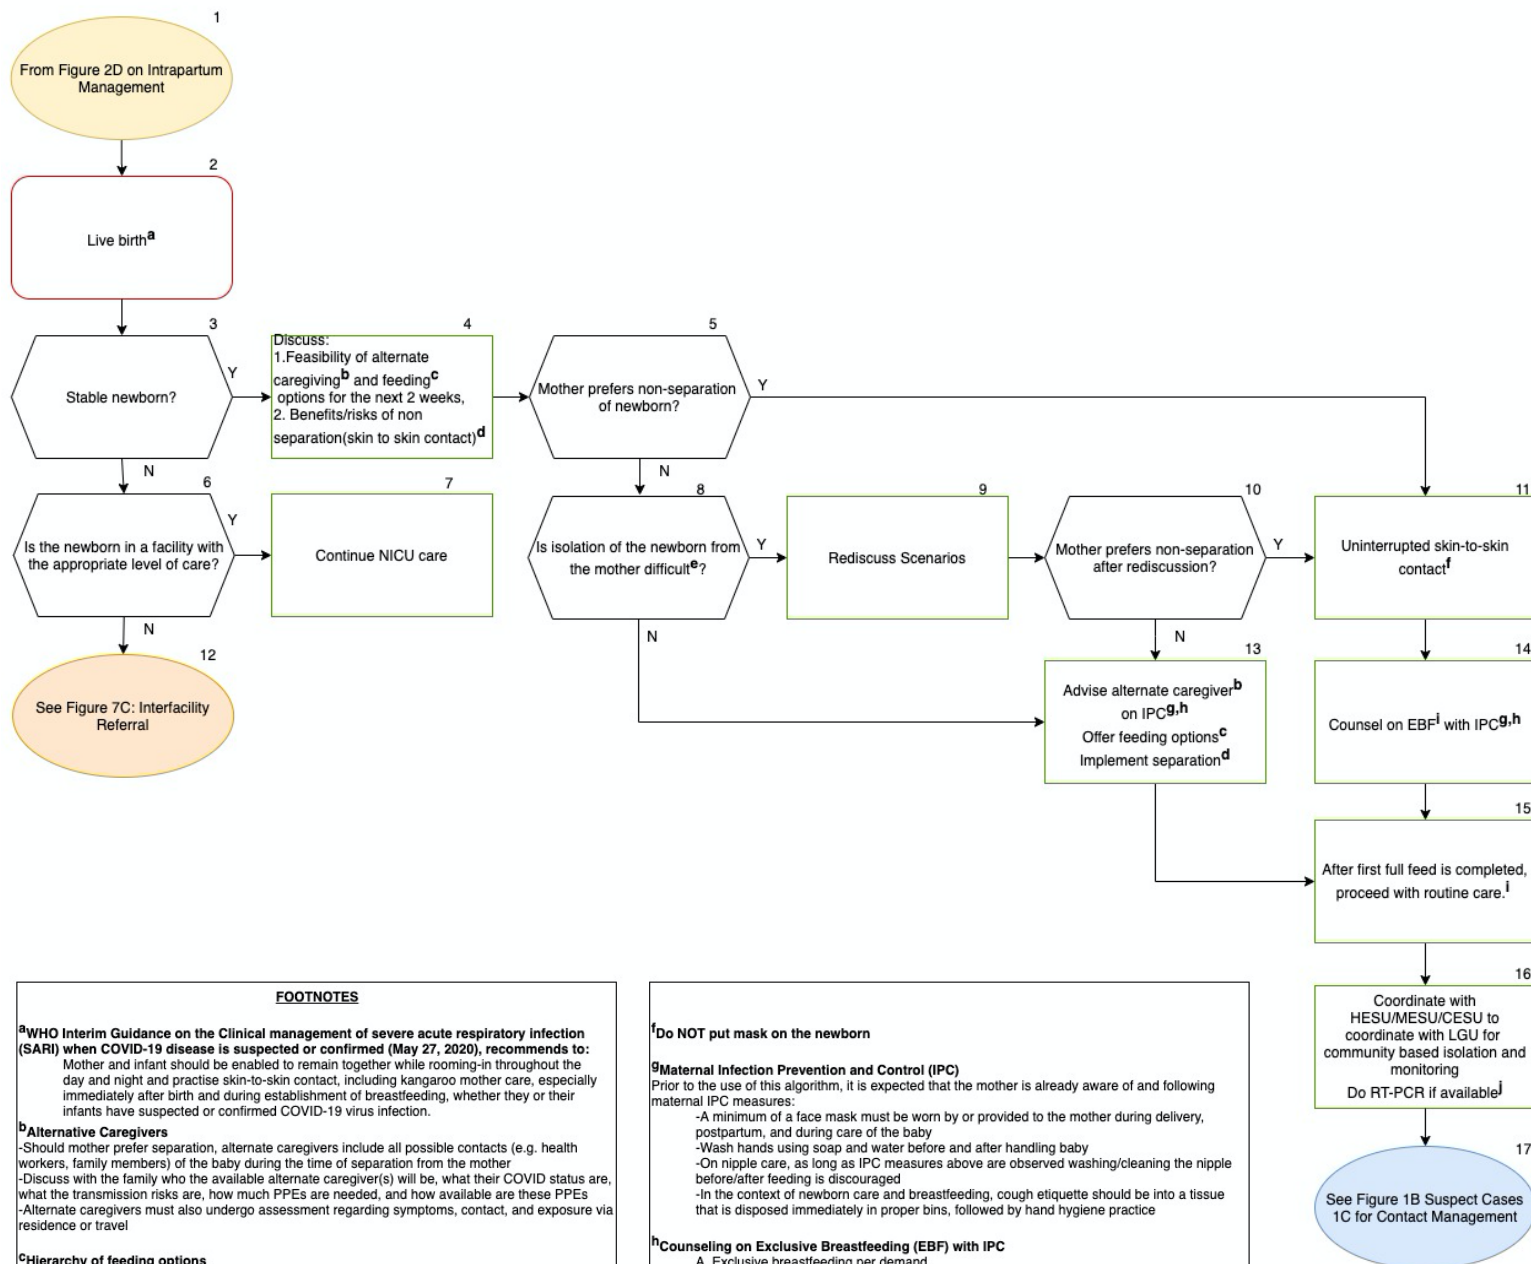 1
From Figure 2D on Intrapartum
Management
2
Live birth^a
3
Stable newborn?
Y
N
4
Discuss:
1.Feasibility of alternate
caregiving^b and feeding^c
options for the next 2 weeks,
2. Benefits/risks of non
separation(skin to skin contact)^d
5
Mother prefers non-separation
of newborn?
Y
N
6
Is the newborn in a facility with
the appropriate level of care?
Y
N
7
Continue NICU care
8
Is isolation of the newborn from
the mother difficult^e?
Y
N
9
Rediscuss Scenarios
10
Mother prefers non-separation
after rediscussion?
Y
N
11
Uninterrupted skin-to-skin
contact^f
12
See Figure 7C: Interfacility
Referral
13
Advise alternate caregiver^b
on IPC^g,h
Offer feeding options^c
Implement separation^d
14
Counsel on EBF^i with IPC^g,h
15
After first full feed is completed,
proceed with routine care.^i
16
Coordinate with
HESU/MESU/CESU to
coordinate with LGU for
community based isolation and
monitoring
Do RT-PCR if available^j
17
See Figure 1B Suspect Cases
1C for Contact Management
FOOTNOTES
^aWHO Interim Guidance on the Clinical management of severe acute respiratory infection
(SARI) when COVID-19 disease is suspected or confirmed (May 27, 2020), recommends to:
Mother and infant should be enabled to remain together while rooming-in throughout the
day and night and practise skin-to-skin contact, including kangaroo mother care, especially
immediately after birth and during establishment of breastfeeding, whether they or their
infants have suspected or confirmed COVID-19 virus infection.
^bAlternative Caregivers
-Should mother prefer separation, alternate caregivers include all possible contacts (e.g. health
workers, family members) of the baby during the time of separation from the mother
-Discuss with the family who the available alternate caregiver(s) will be, what their COVID status are,
what the transmission risks are, how much PPEs are needed, and how available are these PPEs
-Alternate caregivers must also undergo assessment regarding symptoms, contact, and exposure via
residence or travel
^cHierarchy of feeding options
^fDo NOT put mask on the newborn
^gMaternal Infection Prevention and Control (IPC)
Prior to the use of this algorithm, it is expected that the mother is already aware of and following
maternal IPC measures:
-A minimum of a face mask must be worn by or provided to the mother during delivery,
postpartum, and during care of the baby
-Wash hands using soap and water before and after handling baby
-On nipple care, as long as IPC measures above are observed washing/cleaning the nipple
before/after feeding is discouraged
-In the context of newborn care and breastfeeding, cough etiquette should be into a tissue
that is disposed immediately in proper bins, followed by hand hygiene practice
^hCounseling on Exclusive Breastfeeding (EBF) with IPC
A. Exclusive breastfeeding per demand